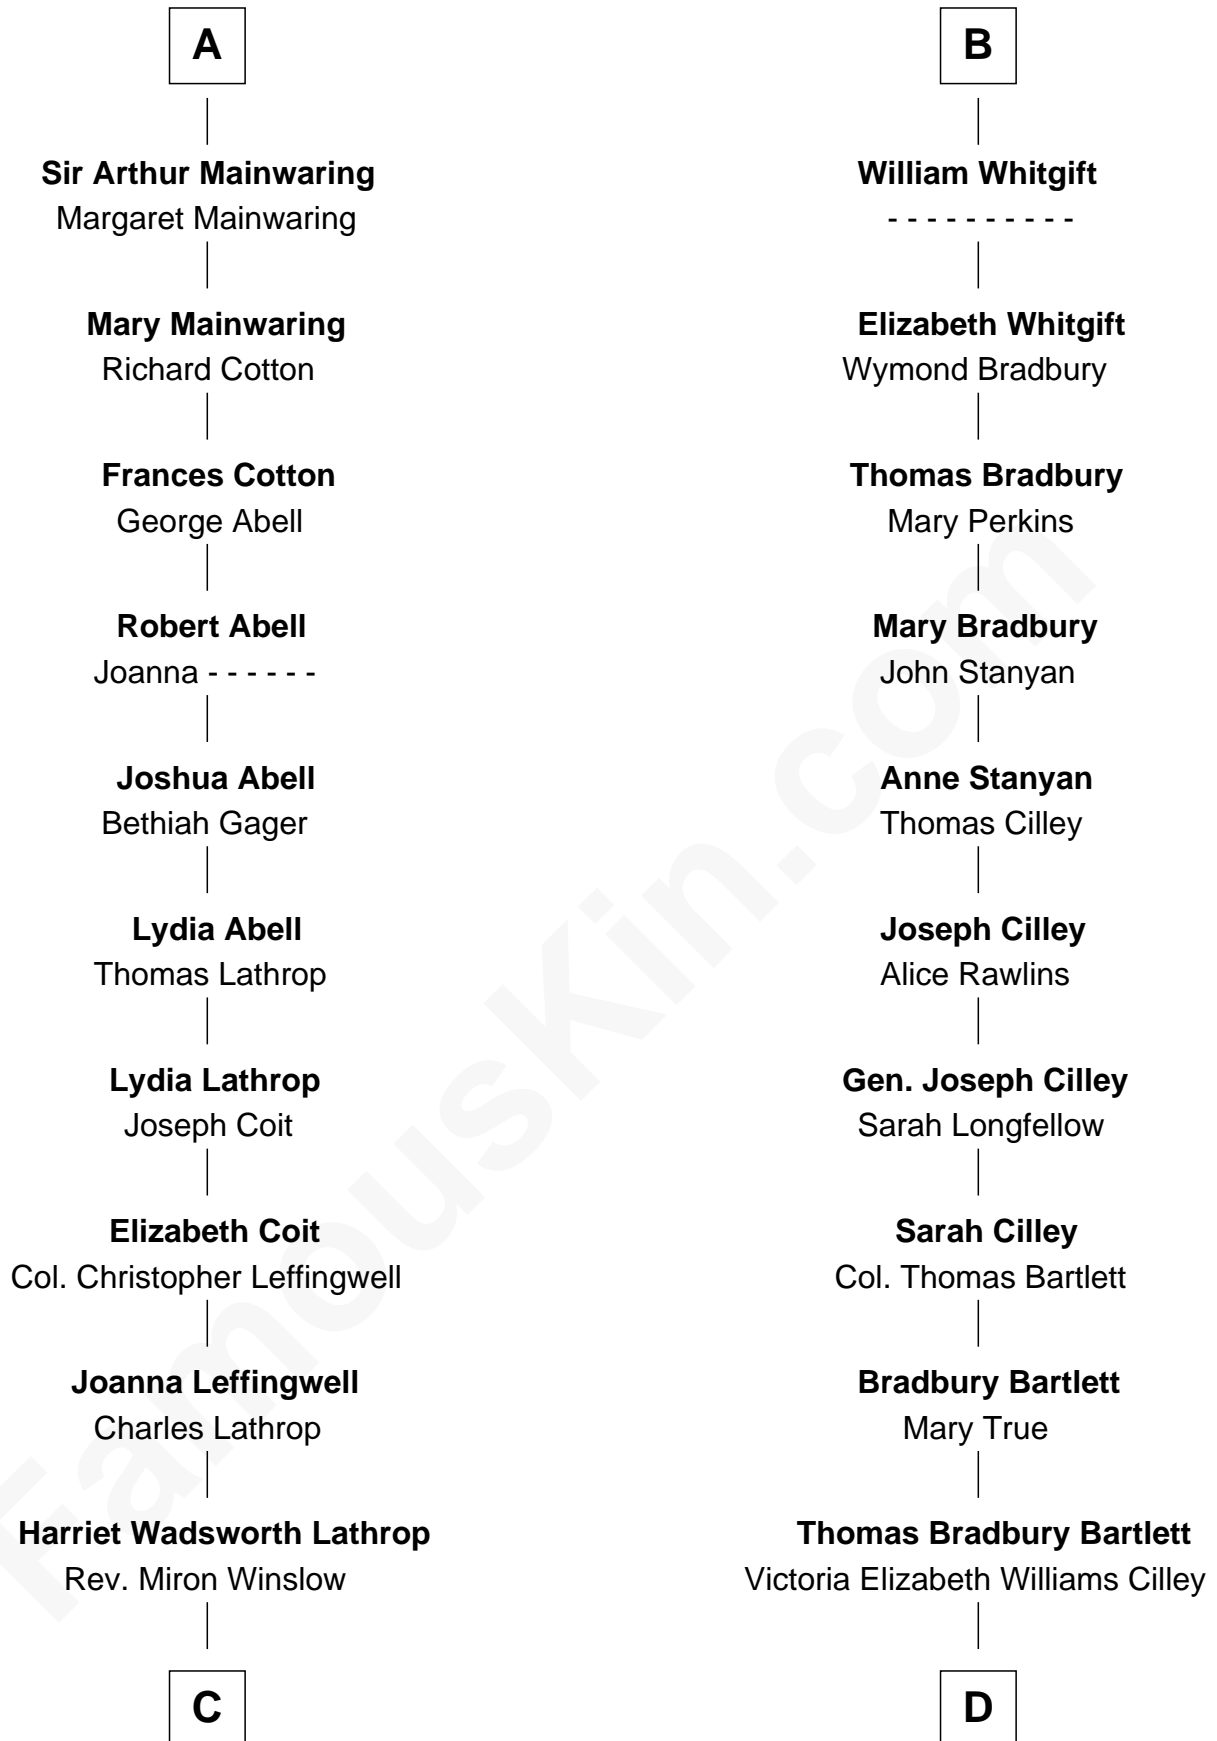 A
Sir Arthur Mainwaring
Margaret Mainwaring
Mary Mainwaring
Richard Cotton
Frances Cotton
George Abell
Robert Abell
Joanna - - - - - -
Joshua Abell
Bethiah Gager
Lydia Abell
Thomas Lathrop
Lydia Lathrop
Joseph Coit
Elizabeth Coit
Col. Christopher Leffingwell
Joanna Leffingwell
Charles Lathrop
Harriet Wadsworth Lathrop
Rev. Miron Winslow
C
B
William Whitgift
- - - - - - - - - -
Elizabeth Whitgift
Wymond Bradbury
Thomas Bradbury
Mary Perkins
Mary Bradbury
John Stanyan
Anne Stanyan
Thomas Cilley
Joseph Cilley
Alice Rawlins
Gen. Joseph Cilley
Sarah Longfellow
Sarah Cilley
Col. Thomas Bartlett
Bradbury Bartlett
Mary True
Thomas Bradbury Bartlett
Victoria Elizabeth Williams Cilley
D
FamousKin.com